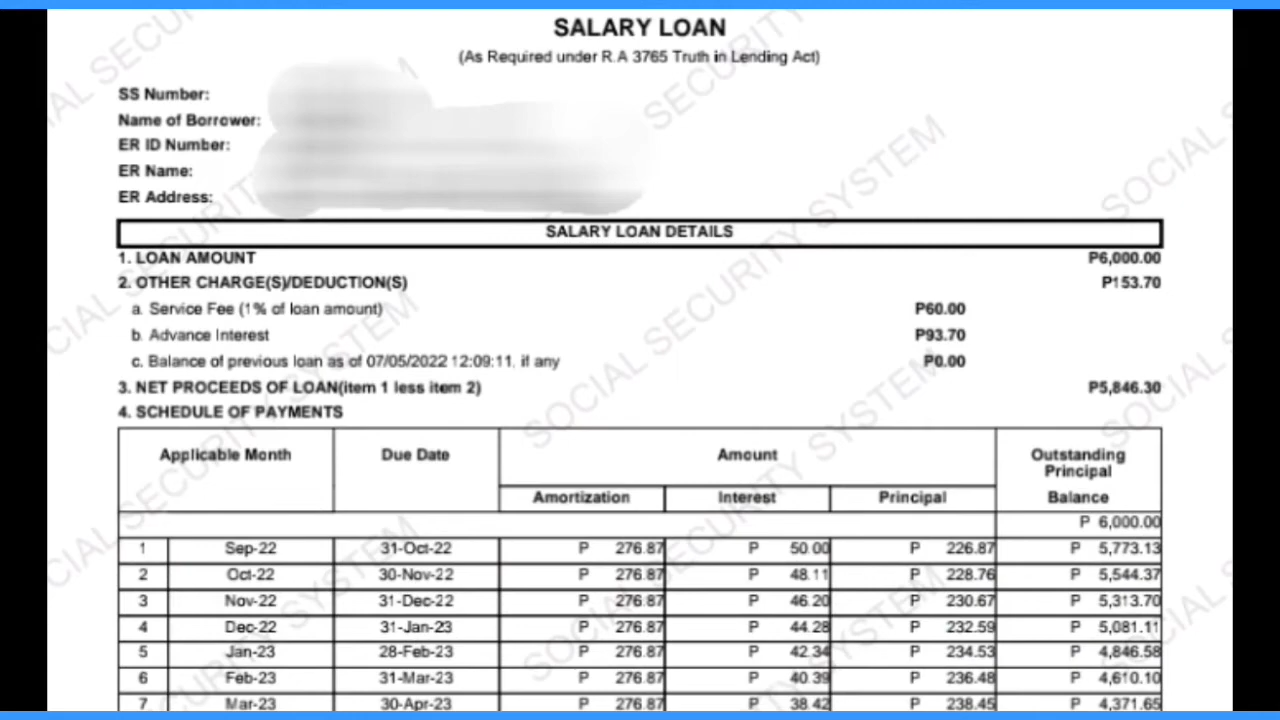 SALARY LOAN
(As Required under R.A 3765 Truth in Lending Act)
SS Number:
Name of Borrower:
ER ID Number:
ER Name:
ER Address:
SALARY LOAN DETAILS
1. LOAN AMOUNT P6,000.00
2. OTHER CHARGE(S)/DEDUCTION(S) P153.70
a. Service Fee (1% of loan amount) P60.00
b. Advance Interest P93.70
c. Balance of previous loan as of 07/05/2022 12:09:11, if any P0.00
3. NET PROCEEDS OF LOAN(item 1 less item 2) P5,846.30
4. SCHEDULE OF PAYMENTS
Applicable Month Due Date Amount Outstanding Principal Balance
Amortization Interest Principal
P 6,000.00
1 Sep-22 31-Oct-22 P 276.87 P 50.00 P 226.87 P 5,773.13
2 Oct-22 30-Nov-22 P 276.87 P 48.11 P 228.76 P 5,544.37
3 Nov-22 31-Dec-22 P 276.87 P 46.20 P 230.67 P 5,313.70
4 Dec-22 31-Jan-23 P 276.87 P 44.28 P 232.59 P 5,081.11
5 Jan-23 28-Feb-23 P 276.87 P 42.34 P 234.53 P 4,846.58
6 Feb-23 31-Mar-23 P 276.87 P 40.39 P 236.48 P 4,610.10
7 Mar-23 30-Apr-23 P 276.87 P 38.42 P 238.45 P 4,371.65
SOCIAL SECURITY SYSTEM